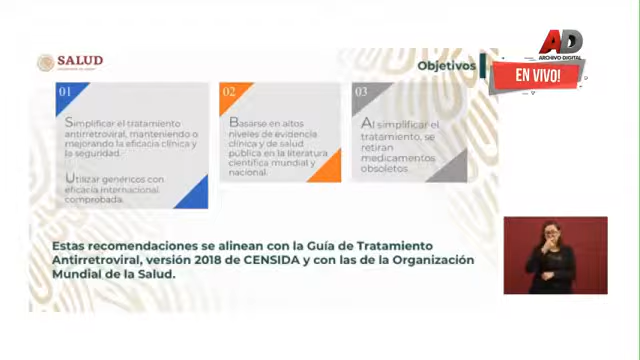 SALUD
Objetivos
AD
ARCHIVO DIGITAL
EN VIVO!
01
Simplificar el tratamiento
antirretroviral, manteniendo o
mejorando la eficacia clínica y
la seguridad.
Utilizar genéricos con
eficacia internacional
comprobada.
02
Basarse en altos
niveles de evidencia
clínica y de salud
pública en la literatura
científica mundial y
nacional.
03
Al simplificar el
tratamiento, se
retiran
medicamentos
obsoletos.
Estas recomendaciones se alinean con la Guía de Tratamiento
Antirretroviral, versión 2018 de CENSIDA y con las de la Organización
Mundial de la Salud.